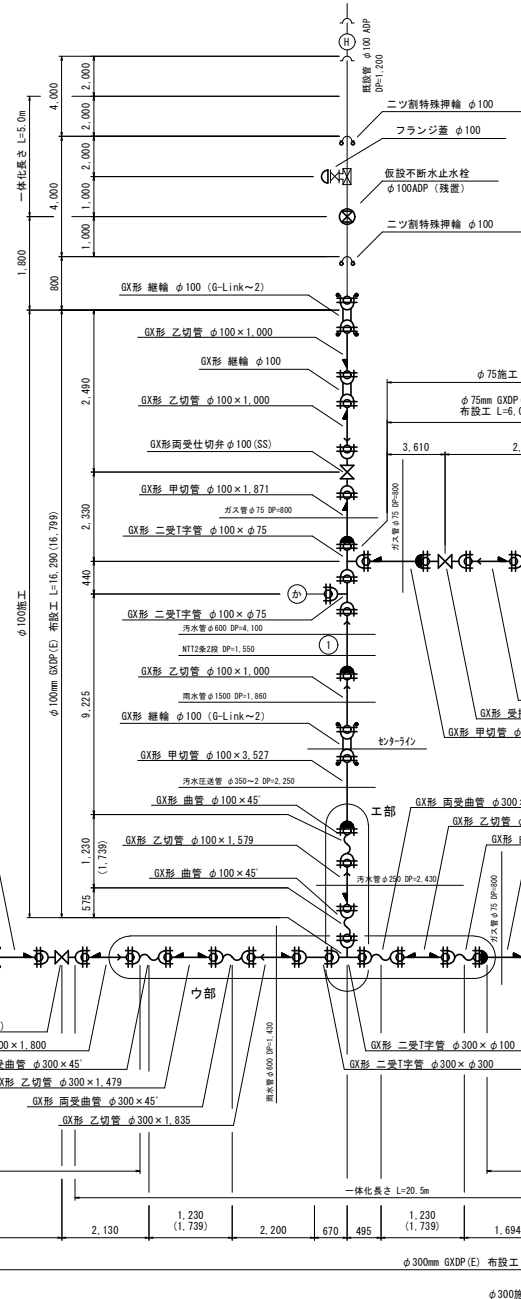 H
既設管 φ100 ADP
DP=1,200
4,000
2,000
2,000
2,000
一体化長さ L=5.0m
4,000
1,000
1,000
1,800
800
二ツ割特殊押輪 φ100
フランジ蓋 φ100
仮設不断水止水栓
φ100ADP (残置)
二ツ割特殊押輪 φ100
GX形 継輪 φ100 (G-Link～2)
GX形 乙切管 φ100×1,000
GX形 継輪 φ100
GX形 乙切管 φ100×1,000
2,490
φ75施工
φ75mm GXDP
布設工 L=6.0
3,610
2,
GX形両受仕切弁φ100(SS)
GX形 甲切管 φ100×1,871
ガス管φ75 DP=800
ガス管φ75 DP=800
GX形 二受T字管 φ100×φ75
2,330
440
φ100施工
φ100mm GXDP(E) 布設工 L=16,290(16,799)
か
GX形 二受T字管 φ100×φ75
汚水管φ600 DP=4,100
1
NTT2条2段 DP=1,550
GX形 乙切管 φ100×1,000
雨水管φ1500 DP=1,860
9,225
GX形 継輪 φ100 (G-Link～2)
センターライン
GX形 受
GX形 甲切管 φ
GX形 甲切管 φ100×3,527
汚水圧送管 φ350～2 DP=2,250
GX形 曲管 φ100×45°
エ部
GX形 両受曲管 φ300×
GX形 乙切管 φ
GX形
1,230
(1,739)
GX形 乙切管 φ100×1,579
GX形 曲管 φ100×45°
汚水管φ250 DP=2,430
ガス管φ75 DP=800
575
ウ部
雨水管φ600 DP=1,430
00×1,800
受曲管 φ300×45°
GX形 二受T字管 φ300×φ100
GX形 二受T字管 φ300×φ300
GX形 乙切管 φ300×1,479
GX形 両受曲管 φ300×45°
GX形 乙切管 φ300×1,835
一体化長さ L=20.5m
2,130
1,230
(1,739)
2,200
670
495
1,230
(1,739)
1,694
φ300mm GXDP(E) 布設工
φ300施